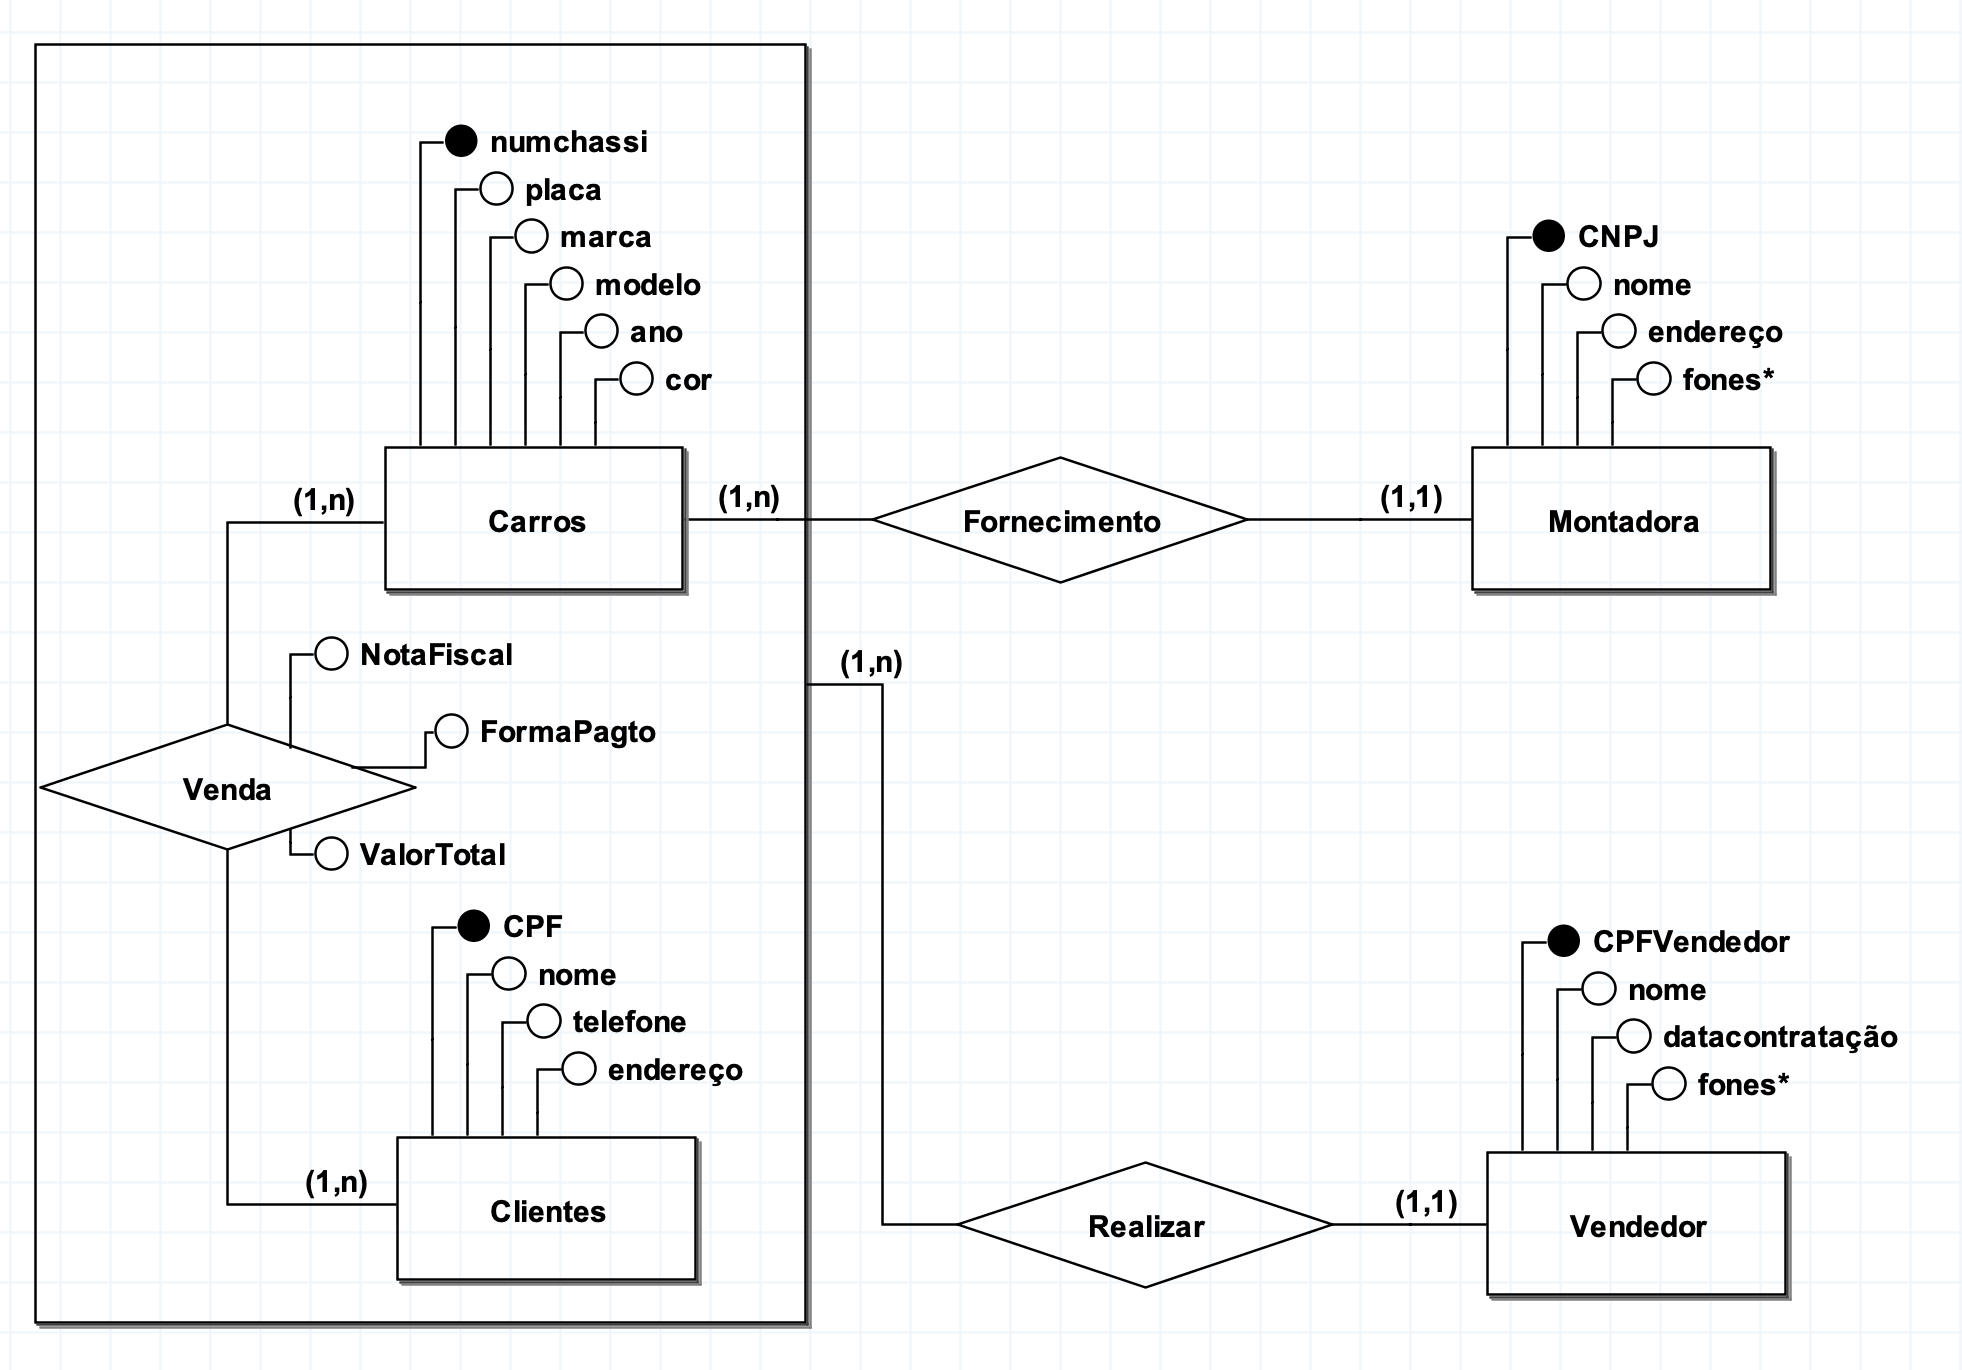 numchassi
placa
marca
modelo
ano
cor
(1,n)
Carros
(1,n)
Fornecimento
(1,1)
CNPJ
nome
endereço
fones*
Montadora
NotaFiscal
FormaPagto
Venda
ValorTotal
(1,n)
CPF
nome
telefone
endereço
(1,n)
Clientes
Realizar
(1,1)
CPFVendedor
nome
datacontratação
fones*
Vendedor